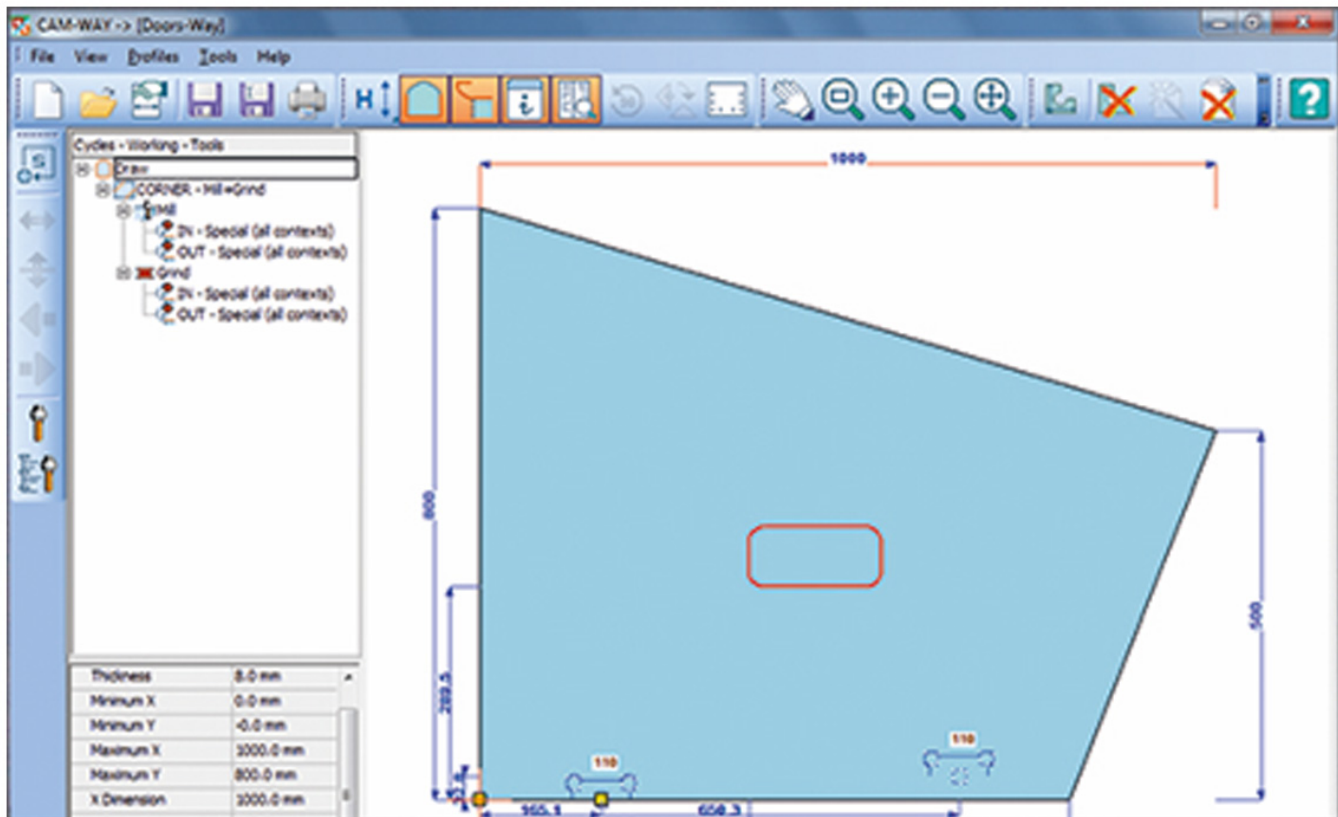 CAM-WAY -> [Doors-Way]
File View Profiles Tools Help
H
i
?
Cycles - Working - Tools
Draw
CORNER - Mill+Grind
Mill
IN - Special (all contexts)
OUT - Special (all contexts)
Grind
IN - Special (all contexts)
OUT - Special (all contexts)
Thickness 8.0 mm
Minimum X 0.0 mm
Minimum Y -0.0 mm
Maximum X 1000.0 mm
Maximum Y 800.0 mm
X Dimension 1000.0 mm
1000
800
289.5
500
110
110
165.1
650.3